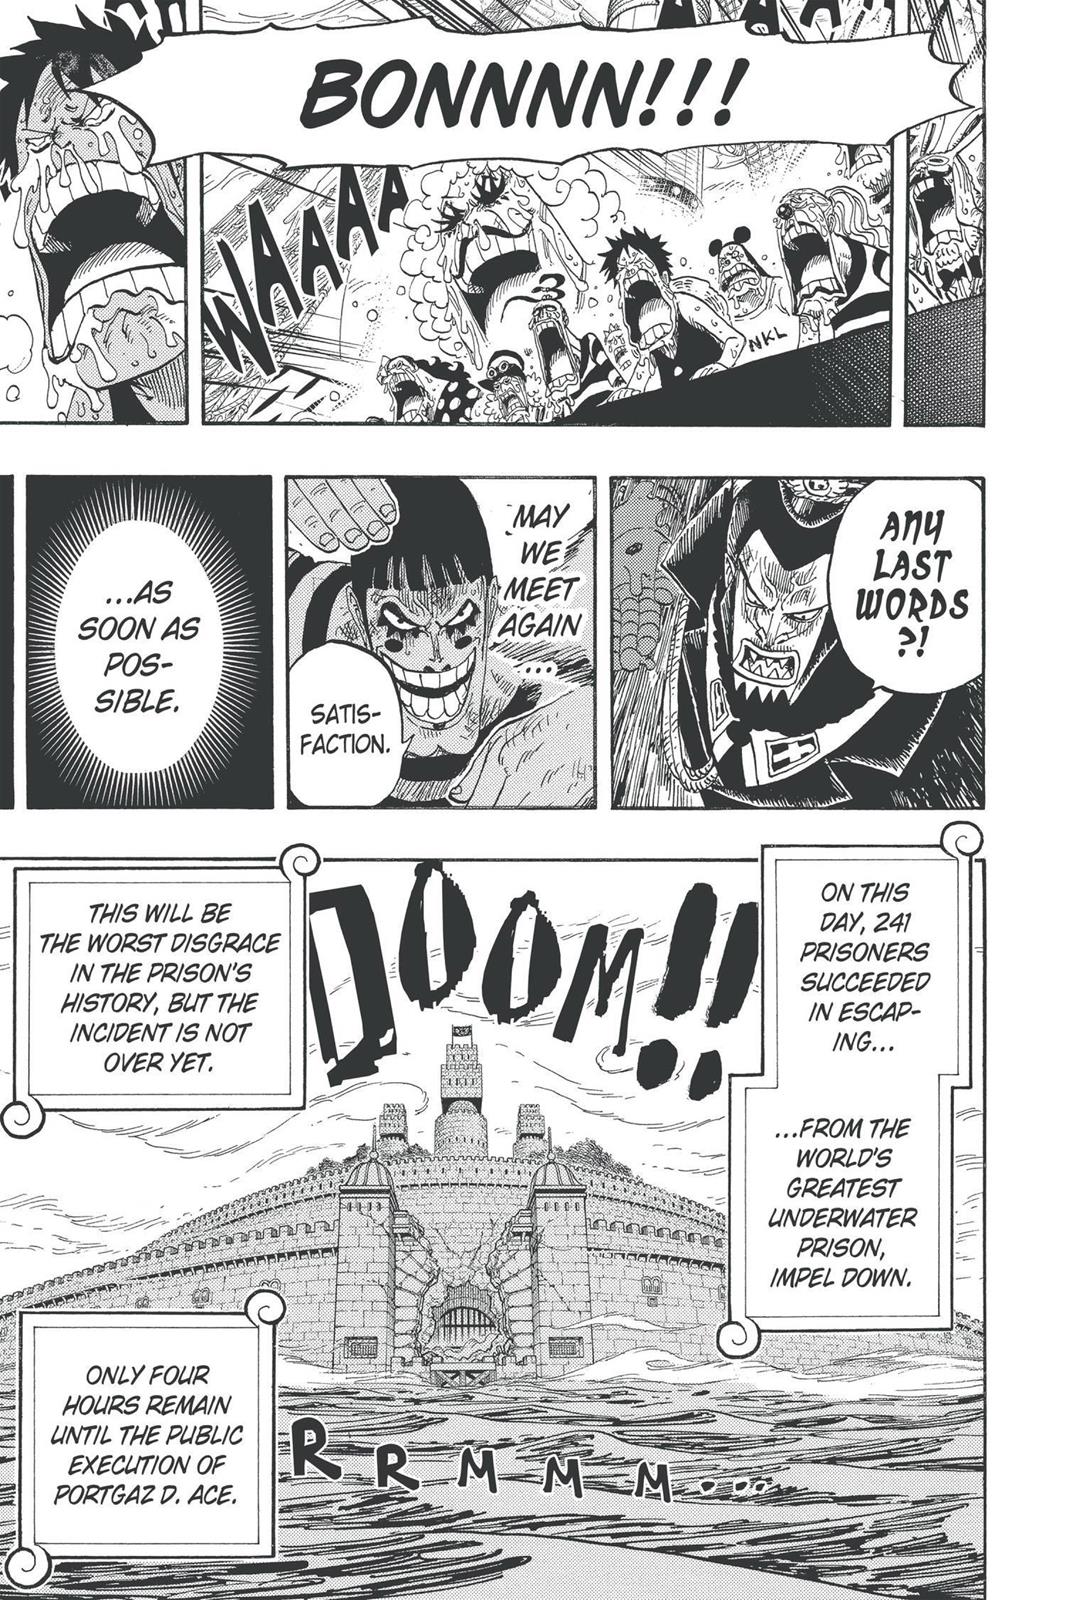 BONNNN!!!
WAAAAA
NKL
ANY
LAST
WORDS
?!
MAY
WE
MEET
AGAIN
...
SATIS-
FACTION.
...AS
SOON AS
POS-
SIBLE.
ON THIS
DAY, 241
PRISONERS
SUCCEEDED
IN ESCAP-
ING...
...FROM THE
WORLD'S
GREATEST
UNDERWATER
PRISON,
IMPEL DOWN.
DOOM!!
THIS WILL BE
THE WORST DISGRACE
IN THE PRISON'S
HISTORY, BUT THE
INCIDENT IS NOT
OVER YET.
ONLY FOUR
HOURS REMAIN
UNTIL THE PUBLIC
EXECUTION OF
PORTGAZ D. ACE.
RRMMM...